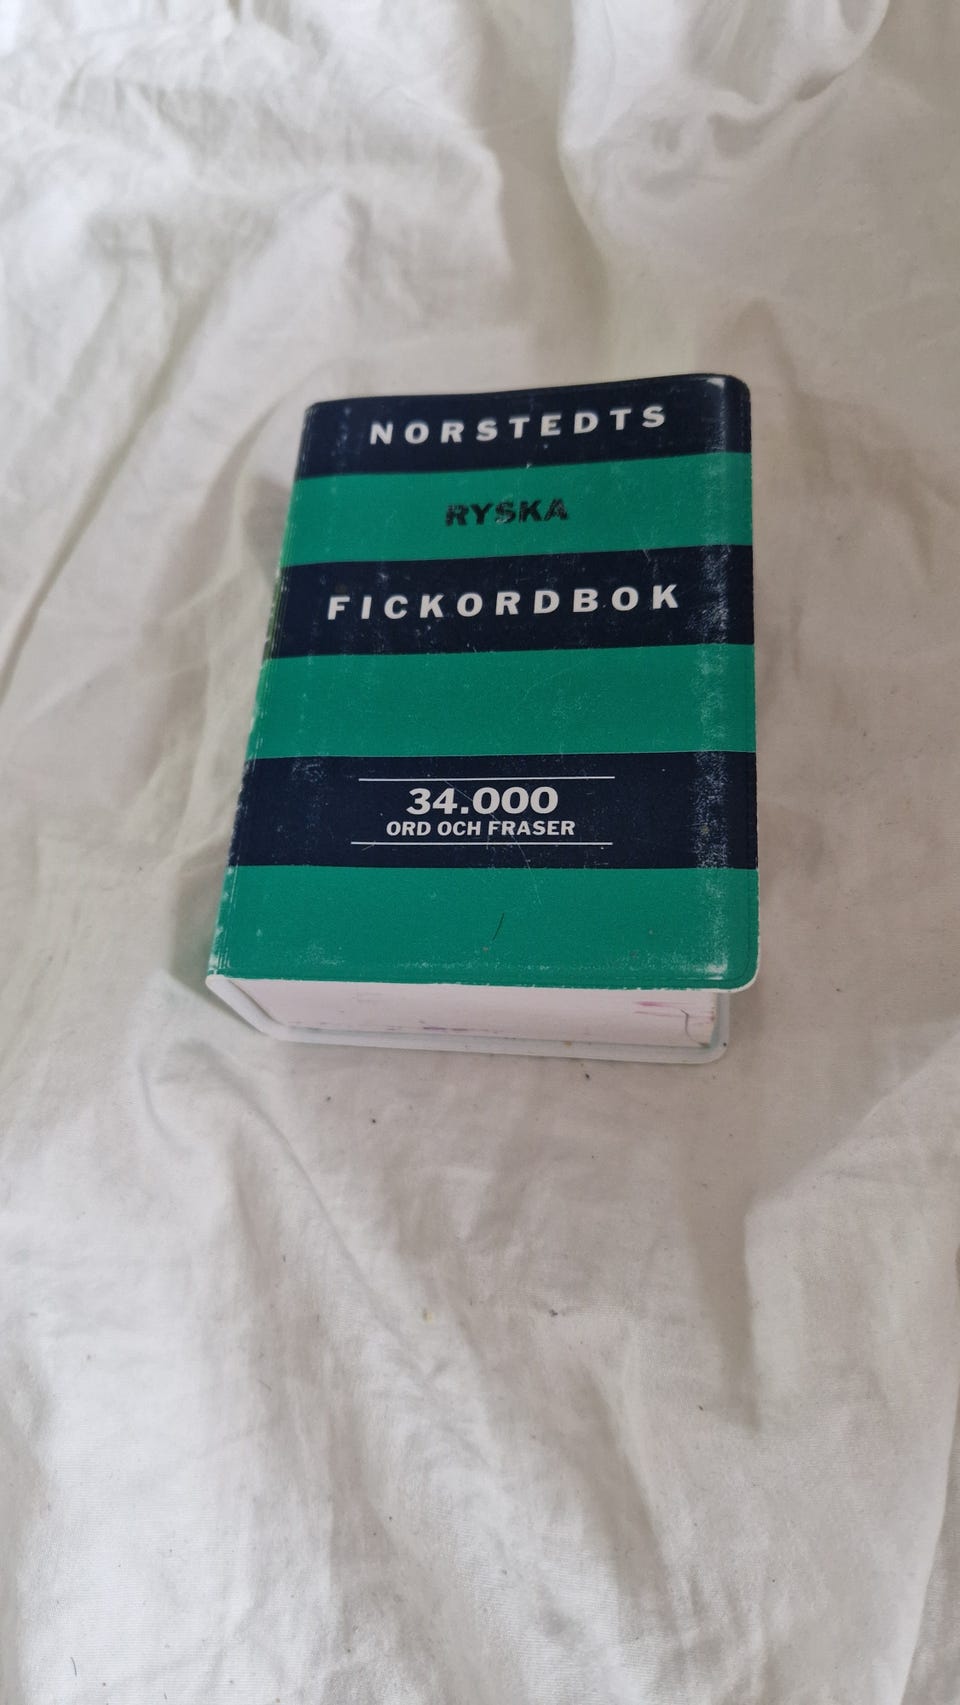 NORSTEDTS
RYSKA
FICKORDBOK
34.000
ORD OCH FRASER